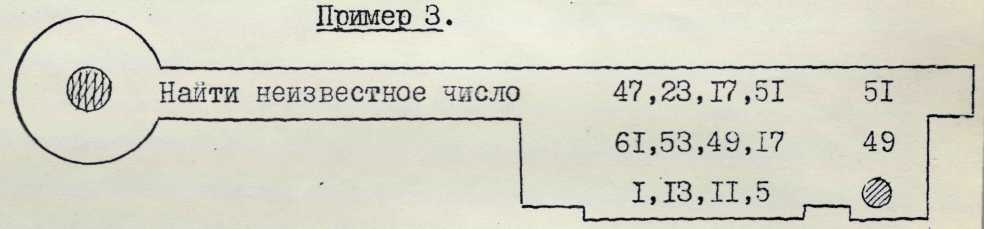 Пример 3.
Найти неизвестное число 47,23,I7,5I 5I
6I,53,49,I7 49
I,I3,II,5